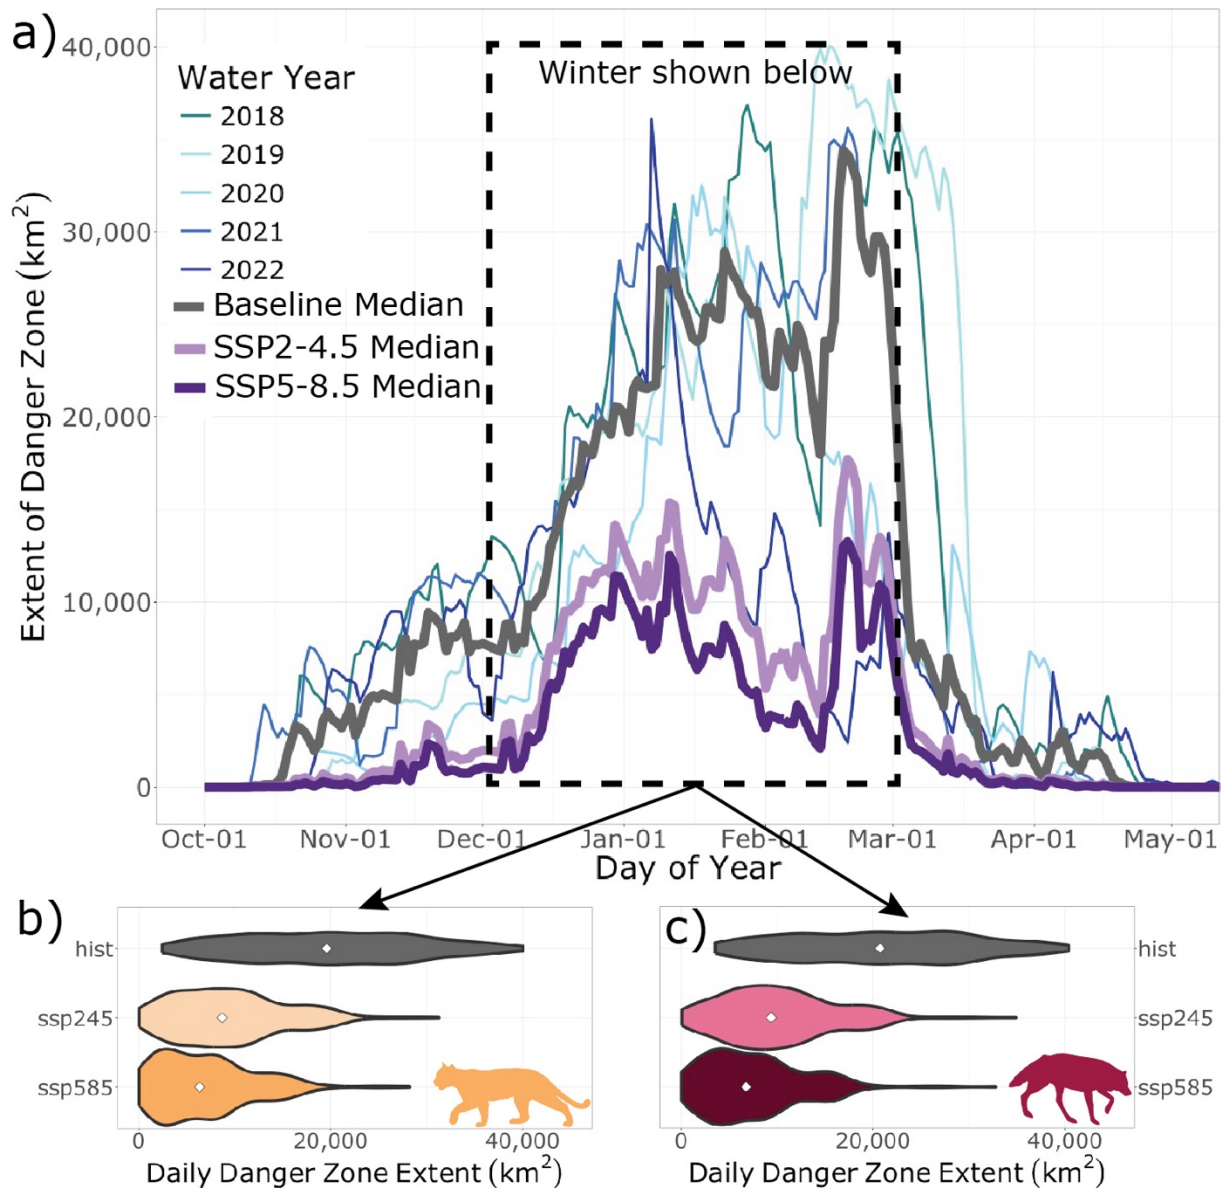 a)
Extent of Danger Zone (km²)
40,000
30,000
20,000
10,000
0
Water Year
2018
2019
2020
2021
2022
Baseline Median
SSP2-4.5 Median
SSP5-8.5 Median
Winter shown below
Oct-01 Nov-01 Dec-01 Jan-01 Feb-01 Mar-01 Apr-01 May-01
Day of Year
b)
hist
ssp245
ssp585
0 20,000 40,000
Daily Danger Zone Extent (km²)
c)
hist
ssp245
ssp585
0 20,000 40,000
Daily Danger Zone Extent (km²)